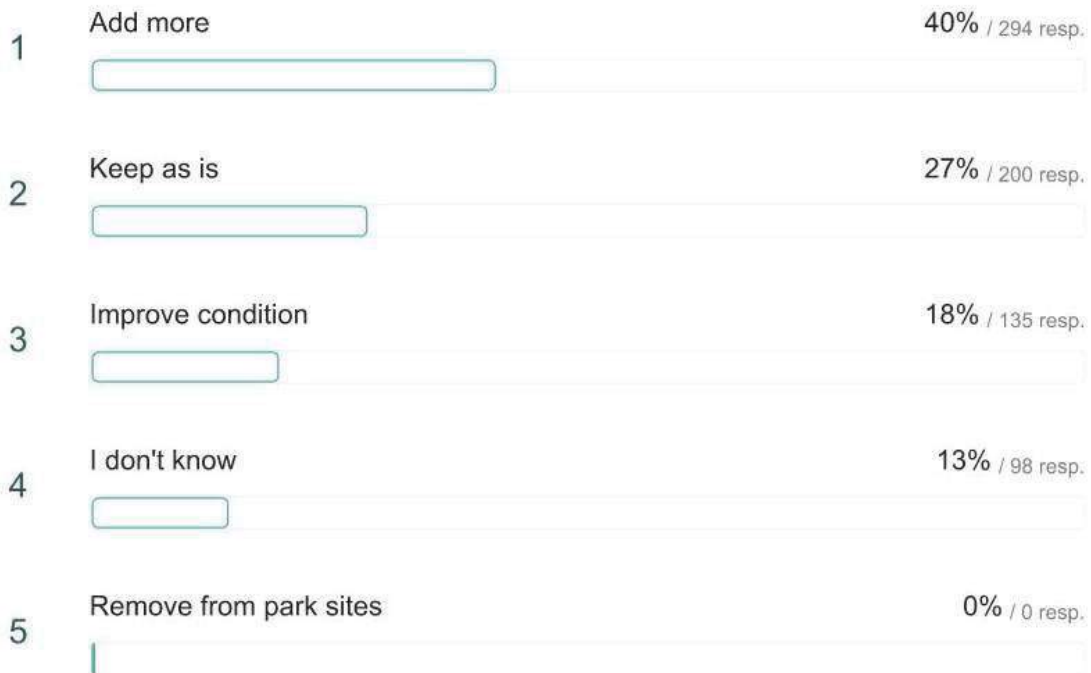 1 Add more 40% / 294 resp.
2 Keep as is 27% / 200 resp.
3 Improve condition 18% / 135 resp.
4 I don't know 13% / 98 resp.
5 Remove from park sites 0% / 0 resp.